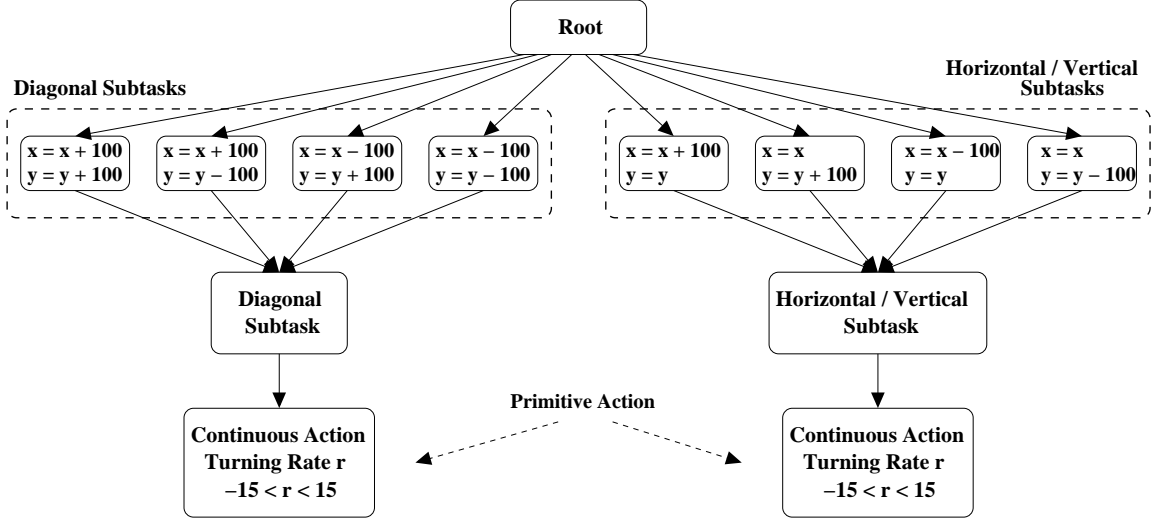 Root
Diagonal Subtasks
Horizontal / Vertical
Subtasks
x = x + 100
y = y + 100
x = x + 100
y = y − 100
x = x − 100
y = y + 100
x = x − 100
y = y − 100
x = x + 100
y = y
x = x
y = y + 100
x = x − 100
y = y
x = x
y = y − 100
Diagonal
Subtask
Horizontal / Vertical
Subtask
Primitive Action
Continuous Action
Turning Rate r
−15 < r < 15
Continuous Action
Turning Rate r
−15 < r < 15